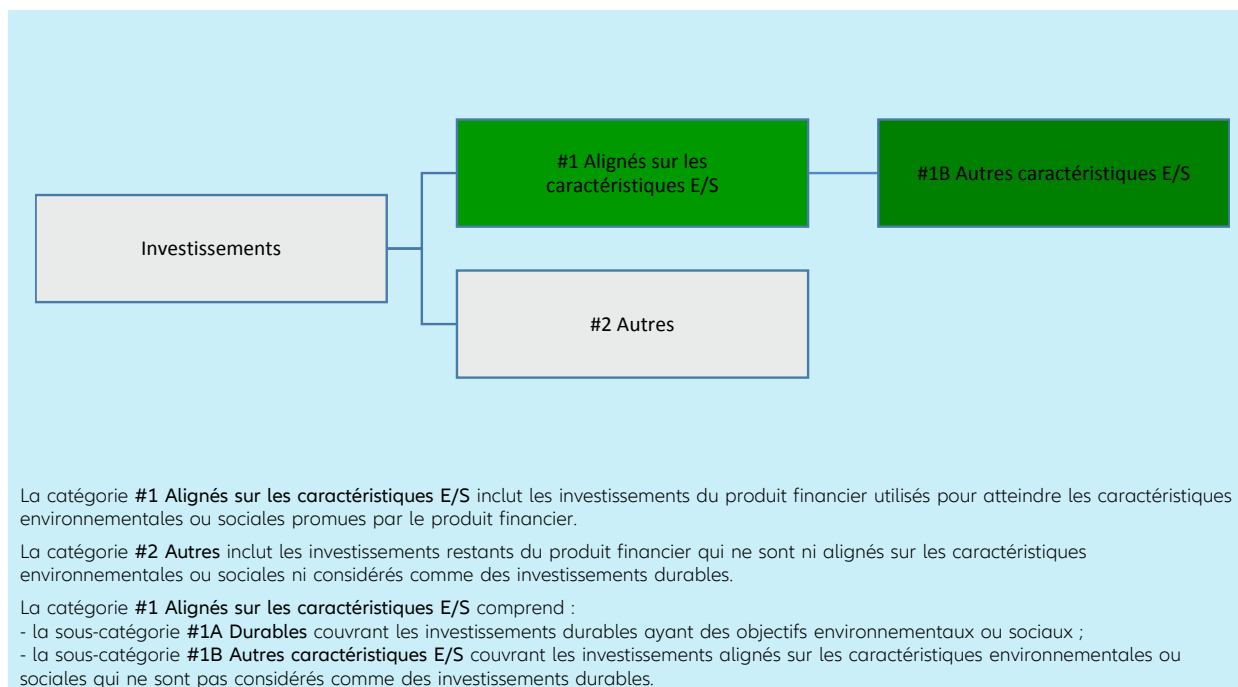 #1 Alignés sur les
caractéristiques E/S
#1B Autres caractéristiques E/S
Investissements
#2 Autres
La catégorie #1 Alignés sur les caractéristiques E/S inclut les investissements du produit financier utilisés pour atteindre les caractéristiques
environnementales ou sociales promues par le produit financier.
La catégorie #2 Autres inclut les investissements restants du produit financier qui ne sont ni alignés sur les caractéristiques
environnementales ou sociales ni considérés comme des investissements durables.
La catégorie #1 Alignés sur les caractéristiques E/S comprend :
- la sous-catégorie #1A Durables couvrant les investissements durables ayant des objectifs environnementaux ou sociaux ;
- la sous-catégorie #1B Autres caractéristiques E/S couvrant les investissements alignés sur les caractéristiques environnementales ou
sociales qui ne sont pas considérés comme des investissements durables.